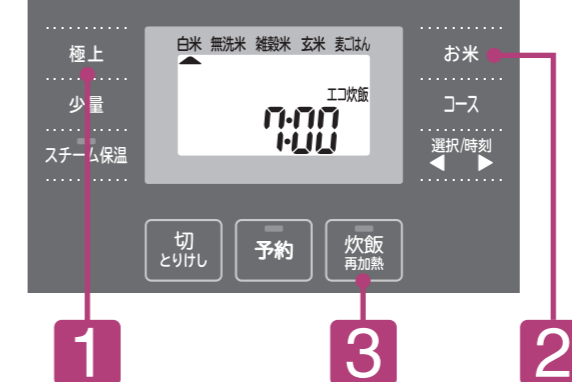 極上
少量
スチーム保温
白米 無洗米 雑穀米 玄米 麦ごはん
エコ炊飯
7:00
お米
コース
選択/時刻
◀ ▶
切
とりけし
予約
炊飯
再加熱
1
3
2